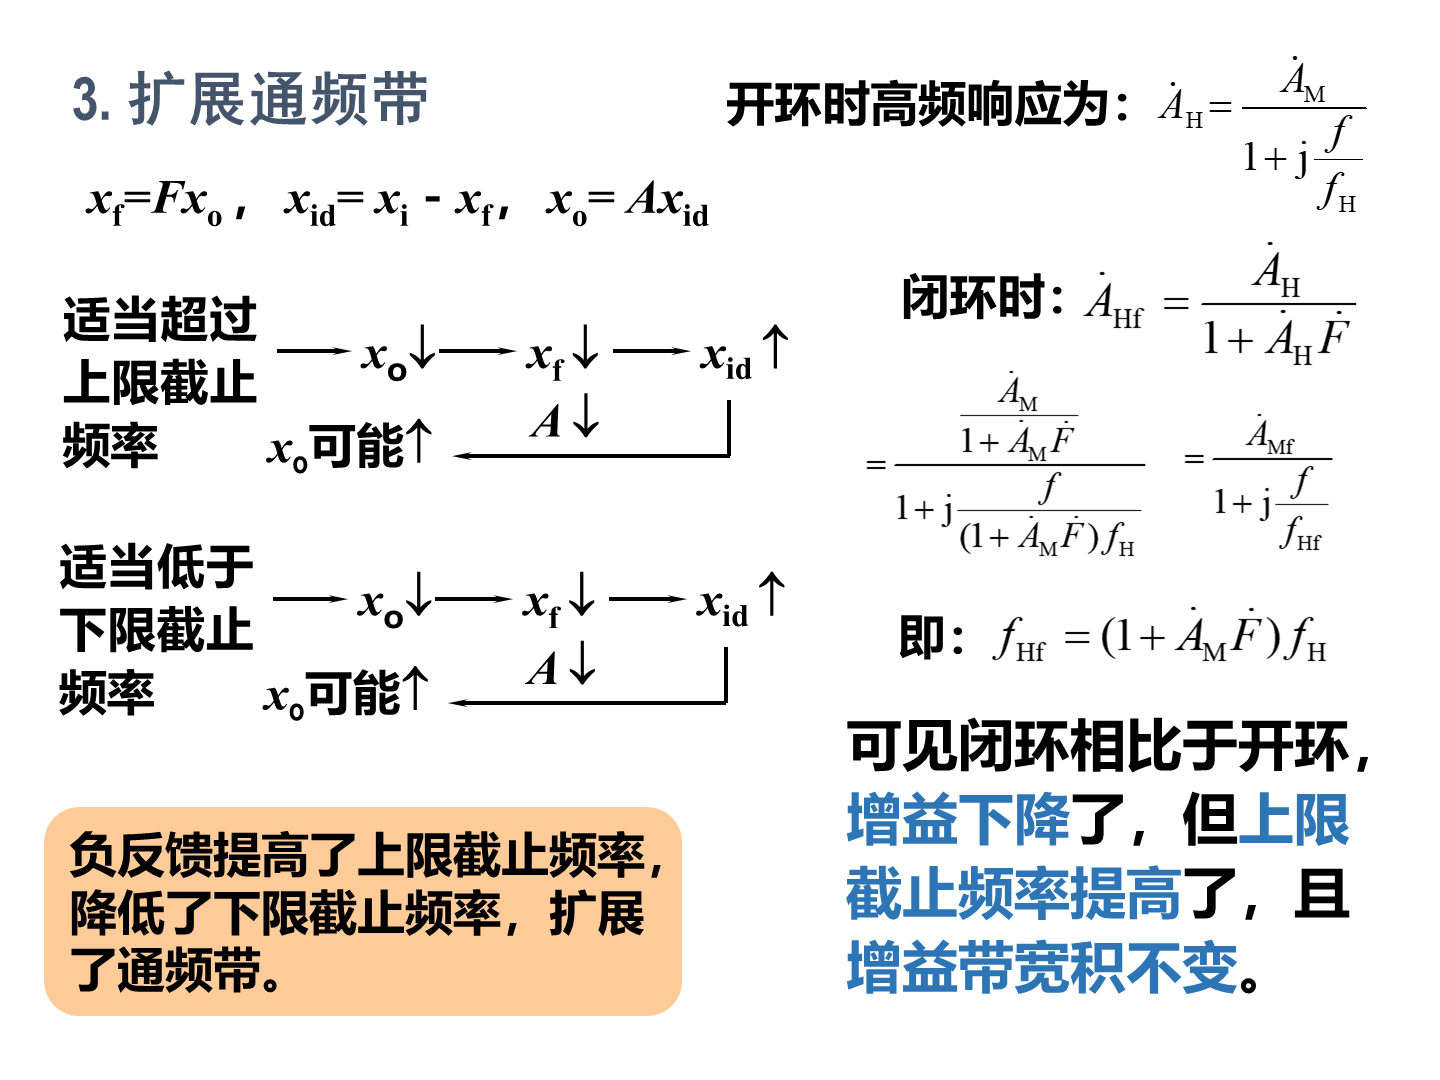 3. 扩展通频带
x_f=Fx_o， x_id= x_i - x_f， x_o= Ax_id
适当超过
上限截止
频率
→ x_o↓ → x_f↓ → x_id↑
A↓
x_o可能↑
适当低于
下限截止
频率
→ x_o↓ → x_f↓ → x_id↑
A↓
x_o可能↑
负反馈提高了上限截止频率，
降低了下限截止频率，扩展
了通频带。
开环时高频响应为： Ȧ_H = Ȧ_M / (1 + j f/f_H)
闭环时： Ȧ_Hf = Ȧ_H / (1 + Ȧ_H Ḟ)
= (Ȧ_M / (1 + Ȧ_M Ḟ)) / (1 + j f/((1 + Ȧ_M Ḟ) f_H)) = Ȧ_Mf / (1 + j f/f_Hf)
即： f_Hf = (1 + Ȧ_M Ḟ) f_H
可见闭环相比于开环，
增益下降了，但上限
截止频率提高了，且
增益带宽积不变。